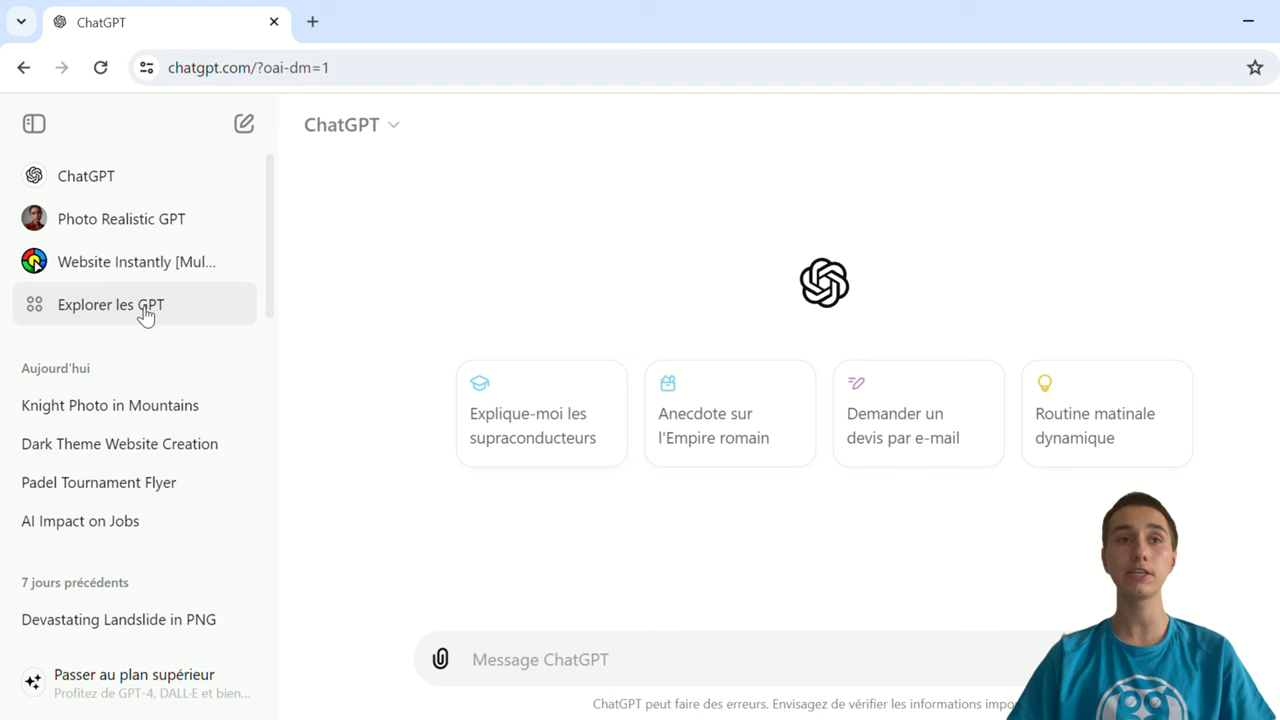 ChatGPT
chatgpt.com/?oai-dm=1
ChatGPT
ChatGPT
Photo Realistic GPT
Website Instantly [Mul...
Explorer les GPT
Aujourd'hui
Knight Photo in Mountains
Dark Theme Website Creation
Padel Tournament Flyer
AI Impact on Jobs
7 jours précédents
Devastating Landslide in PNG
Passer au plan supérieur
Profitez de GPT-4, DALL·E et bien...
Explique-moi les
supraconducteurs
Anecdote sur
l'Empire romain
Demander un
devis par e-mail
Routine matinale
dynamique
Message ChatGPT
ChatGPT peut faire des erreurs. Envisagez de vérifier les informations impo